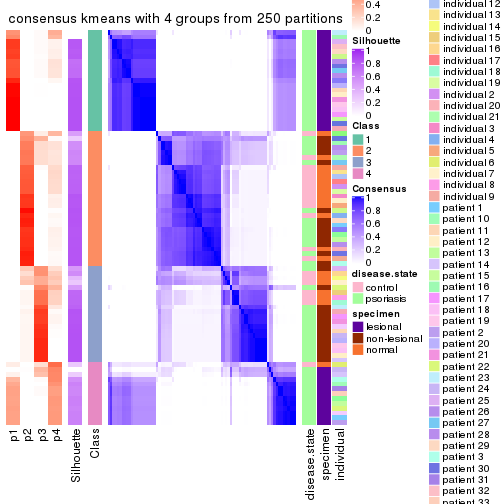 consensus kmeans with 4 groups from 250 partitions
p1
p2
p3
p4
Silhouette
Class
disease.state
specimen
individual
0.4
0.2
0
Silhouette
1
0.8
0.6
0.4
0.2
0
Class
1
2
3
4
Consensus
1
0.8
0.6
0.4
0.2
0
disease.state
control
psoriasis
specimen
lesional
non-lesional
normal
individual 12
individual 13
individual 14
individual 15
individual 16
individual 17
individual 18
individual 19
individual 2
individual 20
individual 21
individual 3
individual 4
individual 5
individual 6
individual 7
individual 8
individual 9
patient 1
patient 10
patient 11
patient 12
patient 13
patient 14
patient 15
patient 16
patient 17
patient 18
patient 19
patient 2
patient 20
patient 21
patient 22
patient 23
patient 24
patient 25
patient 26
patient 27
patient 28
patient 29
patient 3
patient 30
patient 31
patient 32
patient 33